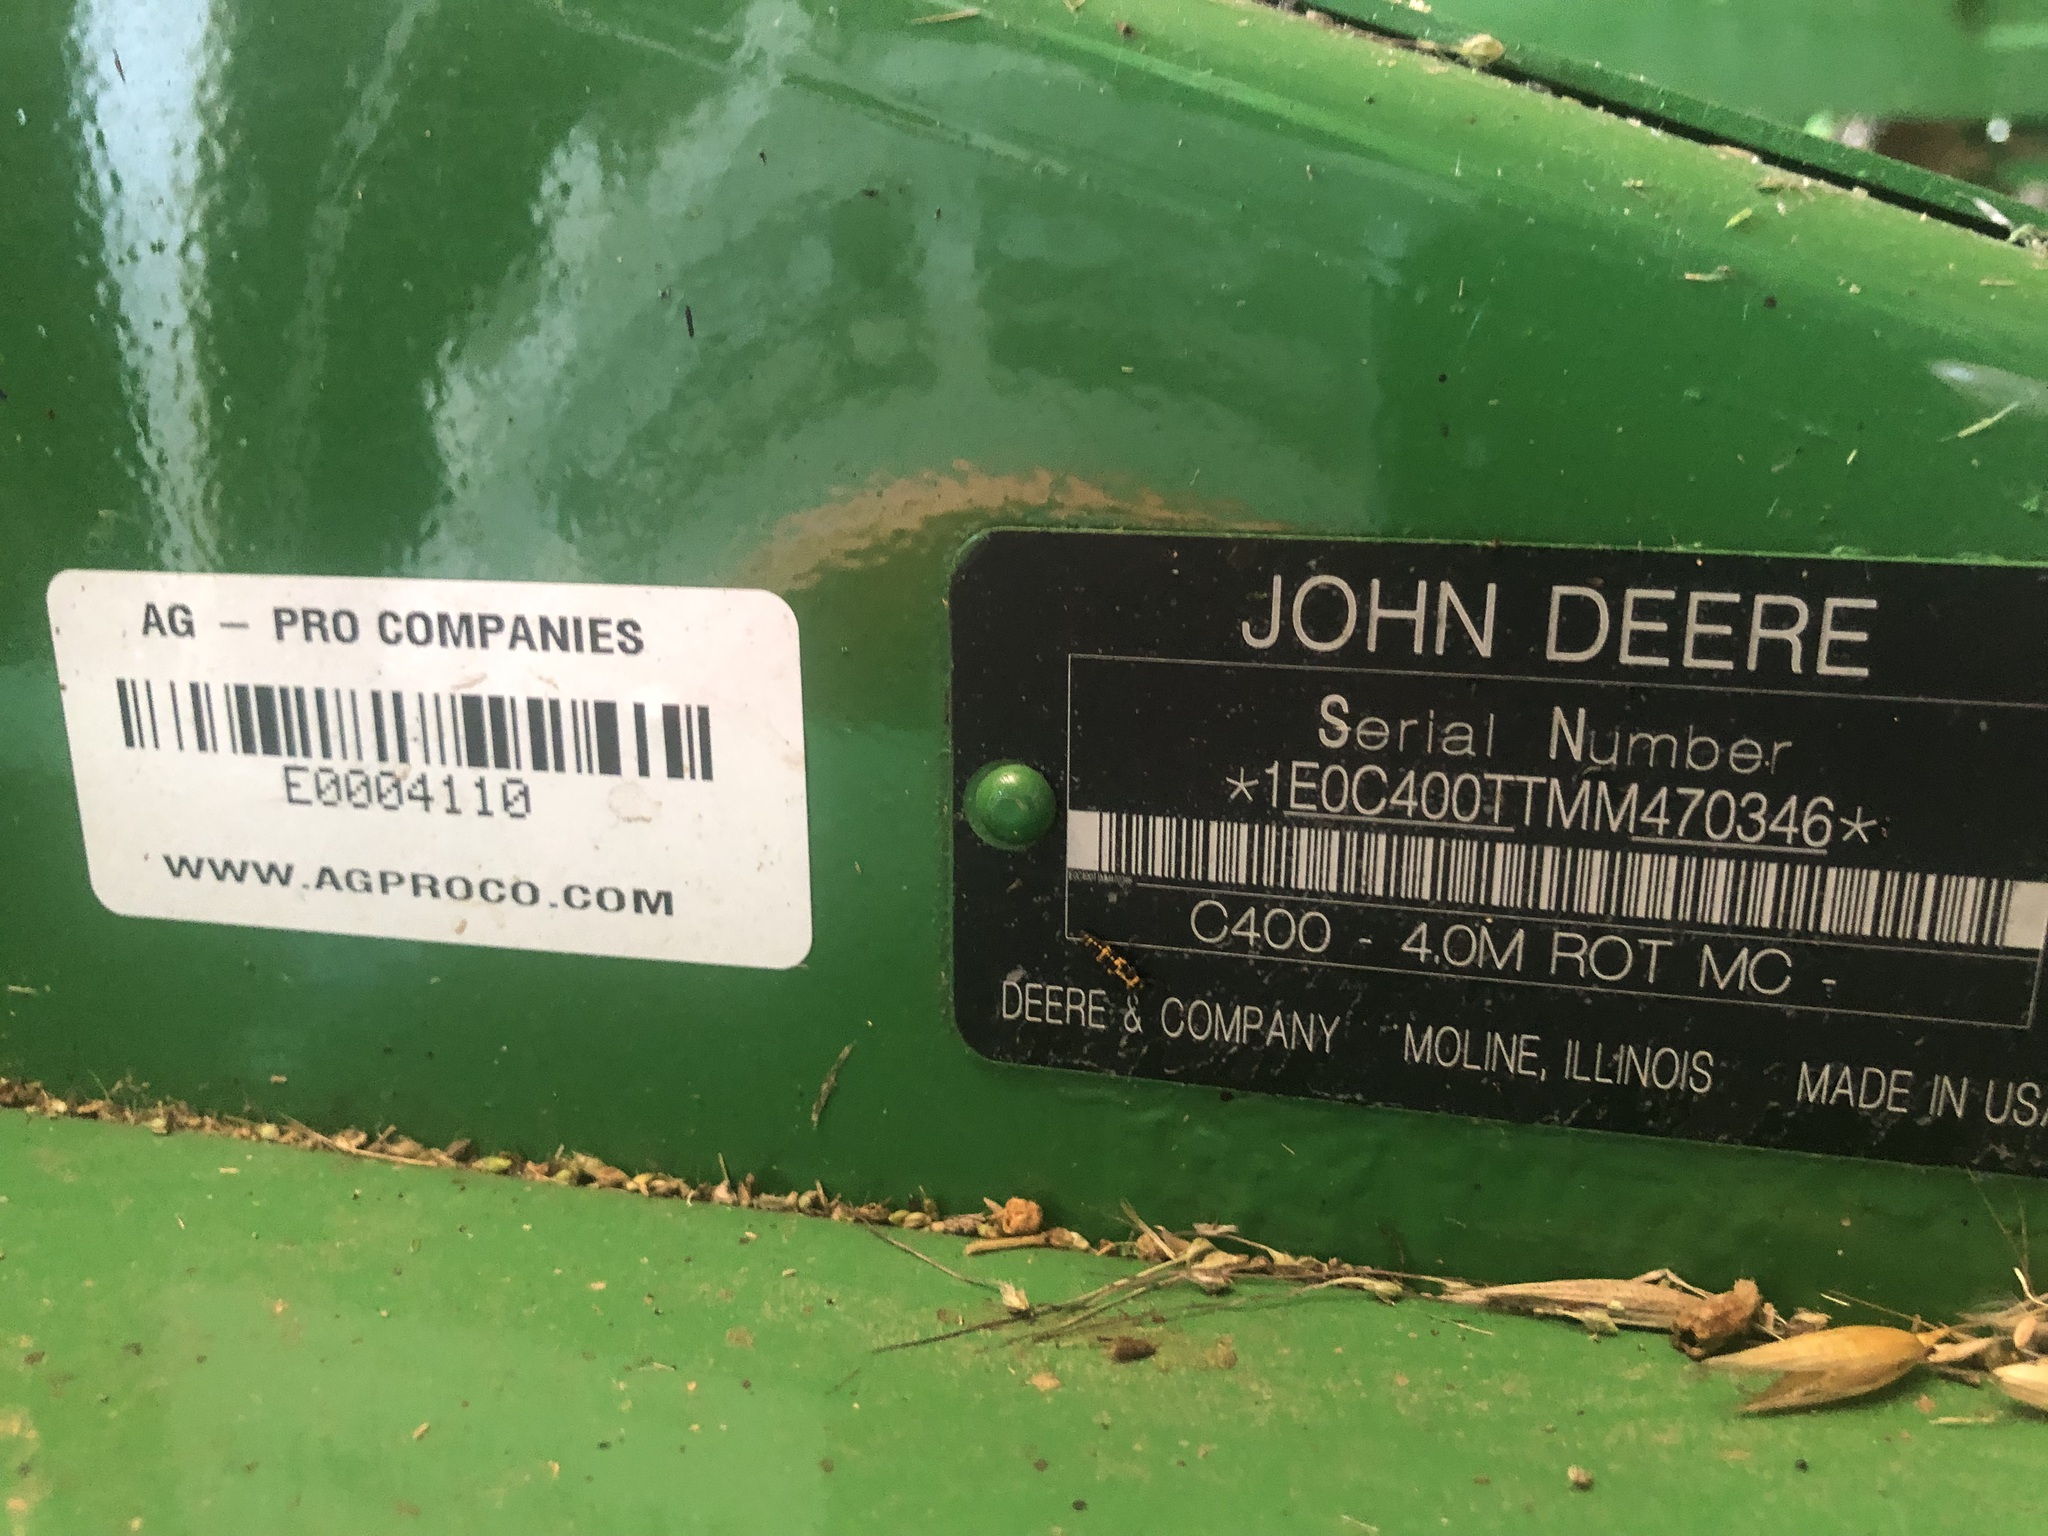 AG - PRO COMPANIES
E0004110
WWW.AGPROCO.COM
JOHN DEERE
Serial Number
*1E0C400TTMM470346*
C400 - 4.0M ROT MC -
DEERE & COMPANY MOLINE, ILLINOIS MADE IN USA